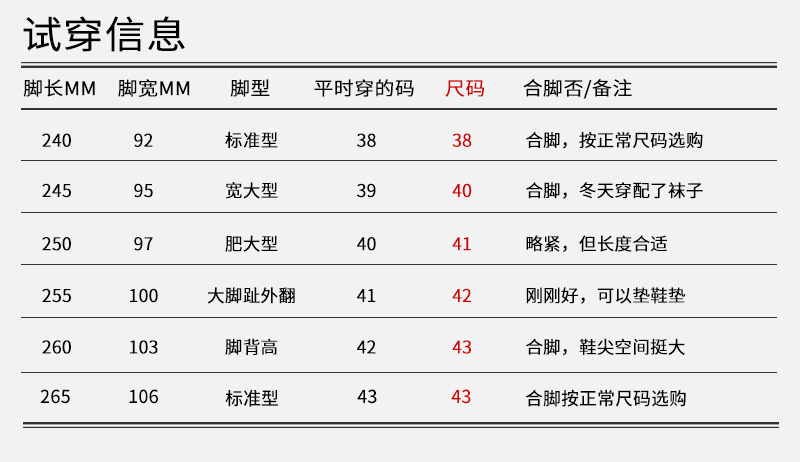 试穿信息
脚长MM 脚宽MM 脚型 平时穿的码 尺码 合脚否/备注
240 92 标准型 38 38 合脚，按正常尺码选购
245 95 宽大型 39 40 合脚，冬天穿配了袜子
250 97 肥大型 40 41 略紧，但长度合适
255 100 大脚趾外翻 41 42 刚刚好，可以垫鞋垫
260 103 脚背高 42 43 合脚，鞋尖空间挺大
265 106 标准型 43 43 合脚按正常尺码选购